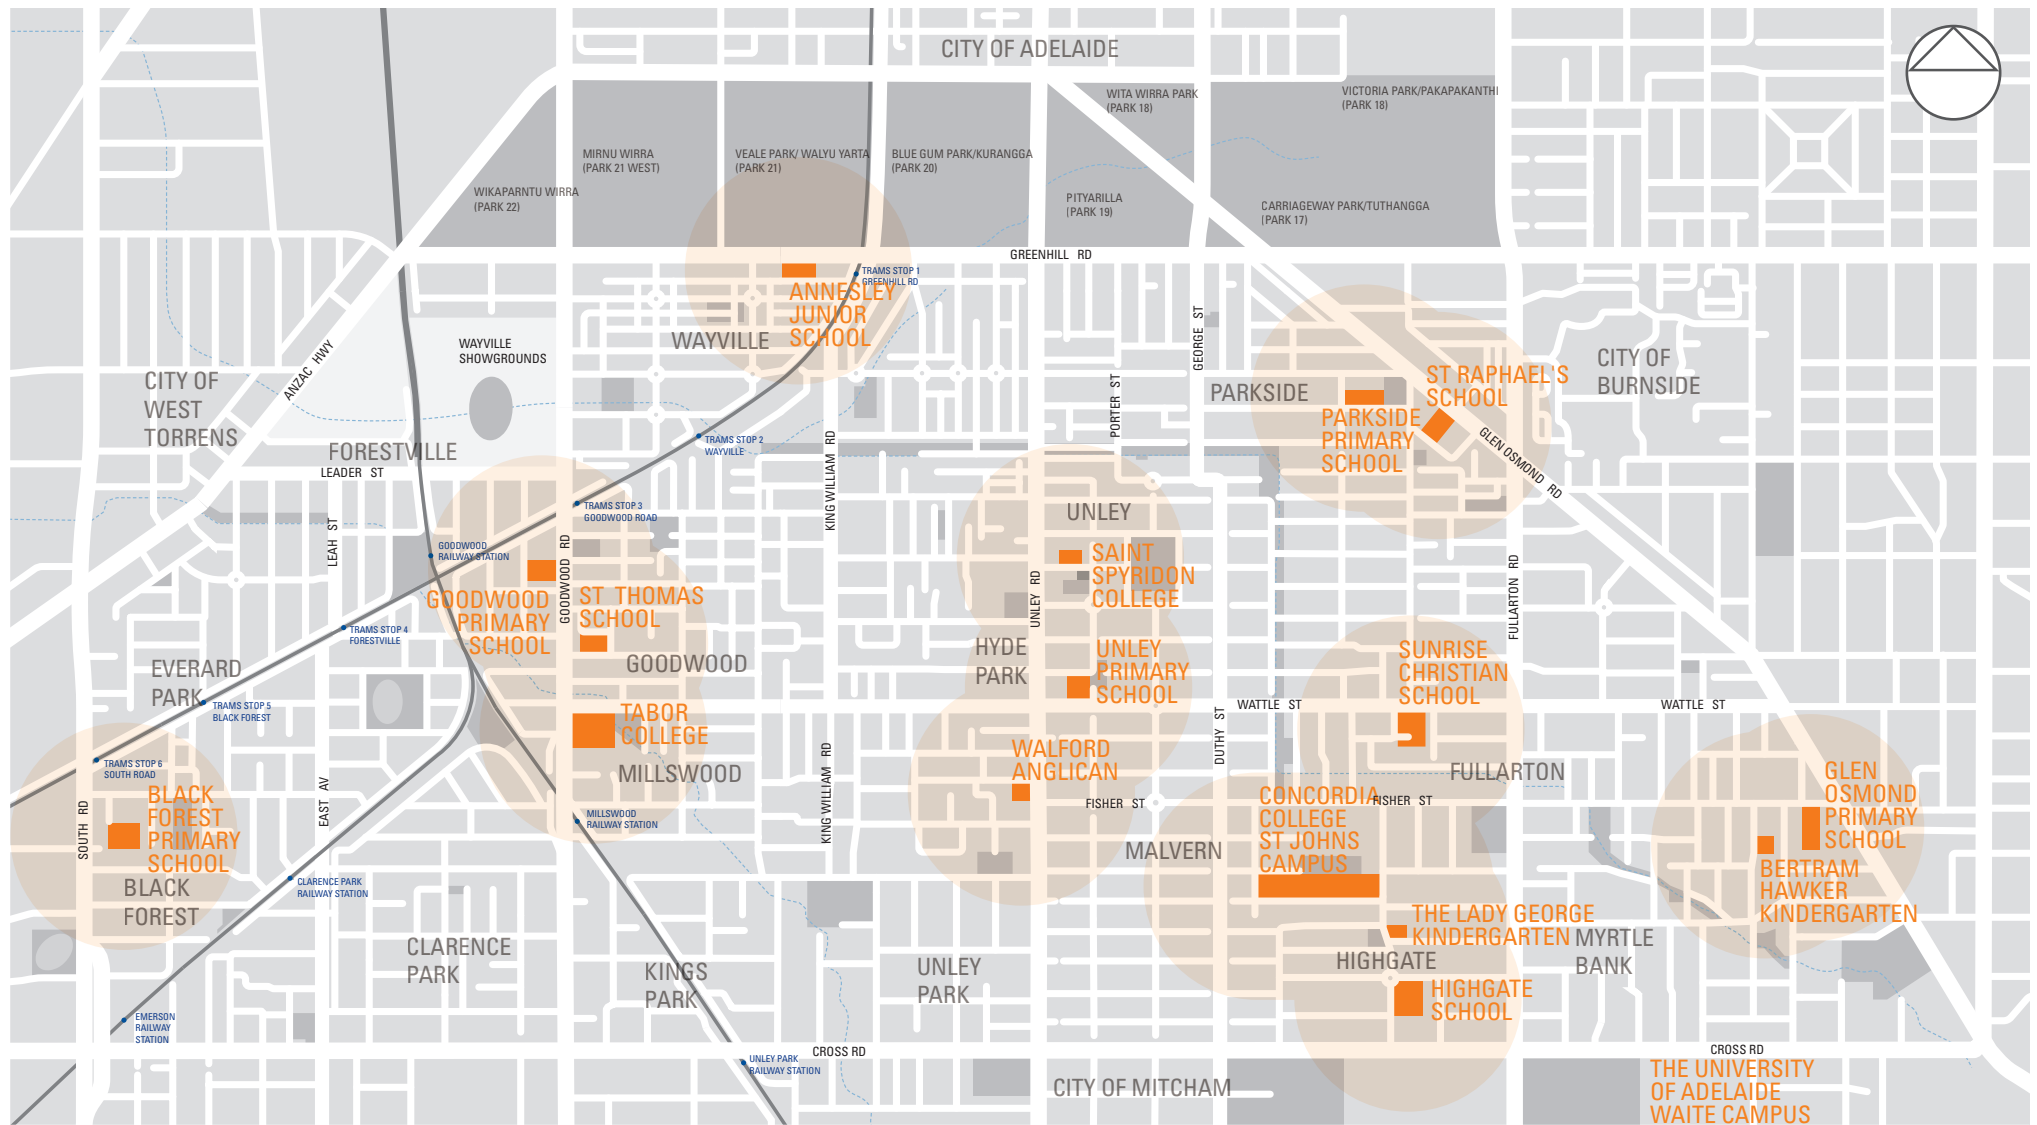 CITY OF ADELAIDE
WITA WIRRA PARK
(PARK 18)
VICTORIA PARK/PAKAPAKANTHI
(PARK 18)
MIRNU WIRRA
(PARK 21 WEST)
VEALE PARK/ WALYU YARTA
(PARK 21)
BLUE GUM PARK/KURANGGA
(PARK 20)
WIKAPARNTU WIRRA
(PARK 22)
PITYARILLA
(PARK 19)
CARRIAGEWAY PARK/TUTHANGGA
(PARK 17)
GREENHILL RD
TRAMS STOP 1
GREENHILL RD
ANNESLEY
JUNIOR
SCHOOL
WAYVILLE
WAYVILLE
SHOWGROUNDS
ANZAC HWY
GEORGE ST
CITY OF
WEST
TORRENS
CITY OF
BURNSIDE
PARKSIDE
ST RAPHAEL'S
SCHOOL
PARKSIDE
PRIMARY
SCHOOL
PORTER ST
GLEN OSMOND RD
FORESTVILLE
LEADER ST
TRAMS STOP 2
WAYVILLE
KING WILLIAM RD
TRAMS STOP 3
GOODWOOD ROAD
UNLEY
LEAH ST
GOODWOOD
RAILWAY STATION
GOODWOOD RD
SAINT
SPYRIDON
COLLEGE
UNLEY RD
FULLARTON RD
GOODWOOD
PRIMARY
SCHOOL
ST THOMAS
SCHOOL
TRAMS STOP 4
FORESTVILLE
GOODWOOD
HYDE
PARK
UNLEY
PRIMARY
SCHOOL
SUNRISE
CHRISTIAN
SCHOOL
EVERARD
PARK
TRAMS STOP 5
BLACK FOREST
WATTLE ST
WATTLE ST
TABOR
COLLEGE
DUTHY ST
WALFORD
ANGLICAN
KING WILLIAM RD
MILLSWOOD
FULLARTON
TRAMS STOP 6
SOUTH ROAD
GLEN
OSMOND
PRIMARY
SCHOOL
SOUTH RD
BLACK
FOREST
PRIMARY
SCHOOL
EAST AV
FISHER ST
FISHER ST
CONCORDIA
COLLEGE
ST JOHNS
CAMPUS
MILLSWOOD
RAILWAY STATION
MALVERN
BERTRAM
HAWKER
KINDERGARTEN
BLACK
FOREST
CLARENCE PARK
RAILWAY STATION
THE LADY GEORGE
KINDERGARTEN
MYRTLE
BANK
CLARENCE
PARK
HIGHGATE
KINGS
PARK
UNLEY
PARK
HIGHGATE
SCHOOL
EMERSON
RAILWAY
STATION
CROSS RD
CROSS RD
UNLEY PARK
RAILWAY STATION
CITY OF MITCHAM
THE UNIVERSITY
OF ADELAIDE
WAITE CAMPUS